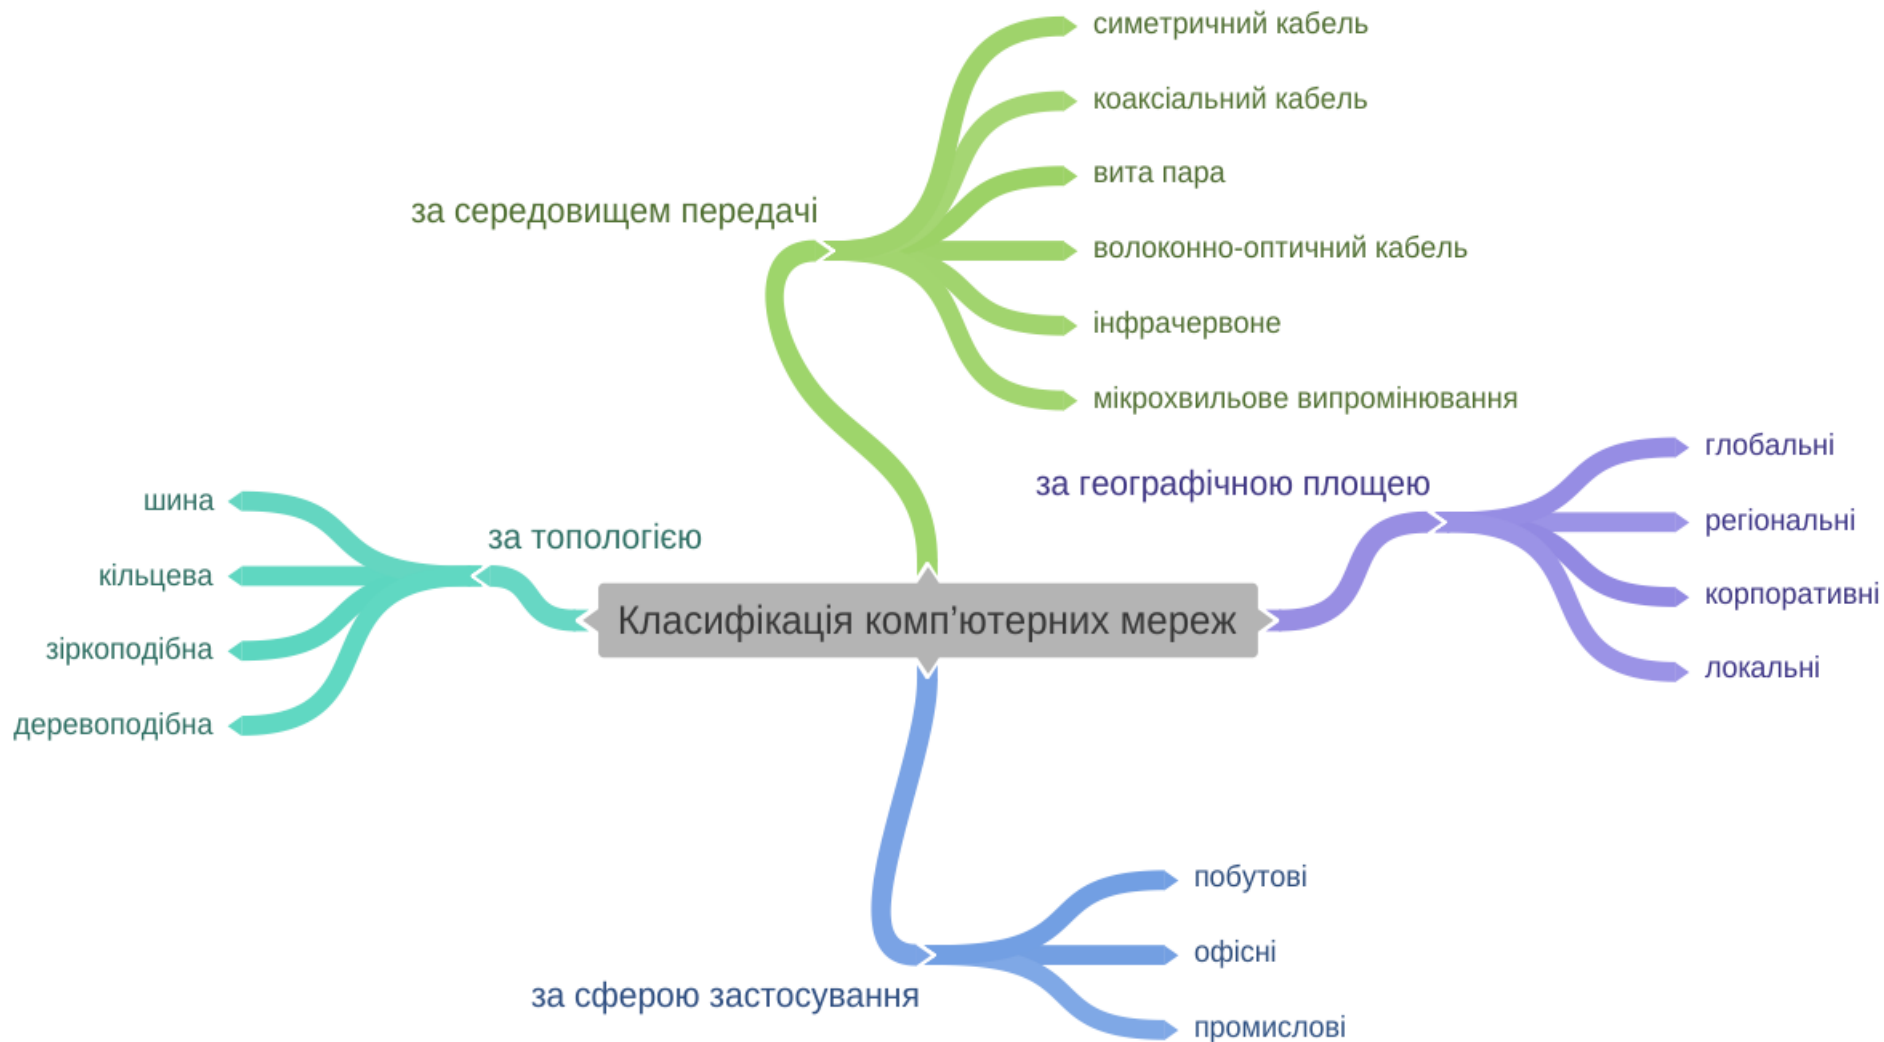 симетричний кабель
коаксіальний кабель
вита пара
за середовищем передачі
волоконно-оптичний кабель
інфрачервоне
мікрохвильове випромінювання
за географічною площею
глобальні
регіональні
корпоративні
локальні
за топологією
шина
кільцева
зіркоподібна
деревоподібна
Класифікація комп’ютерних мереж
за сферою застосування
побутові
офісні
промислові